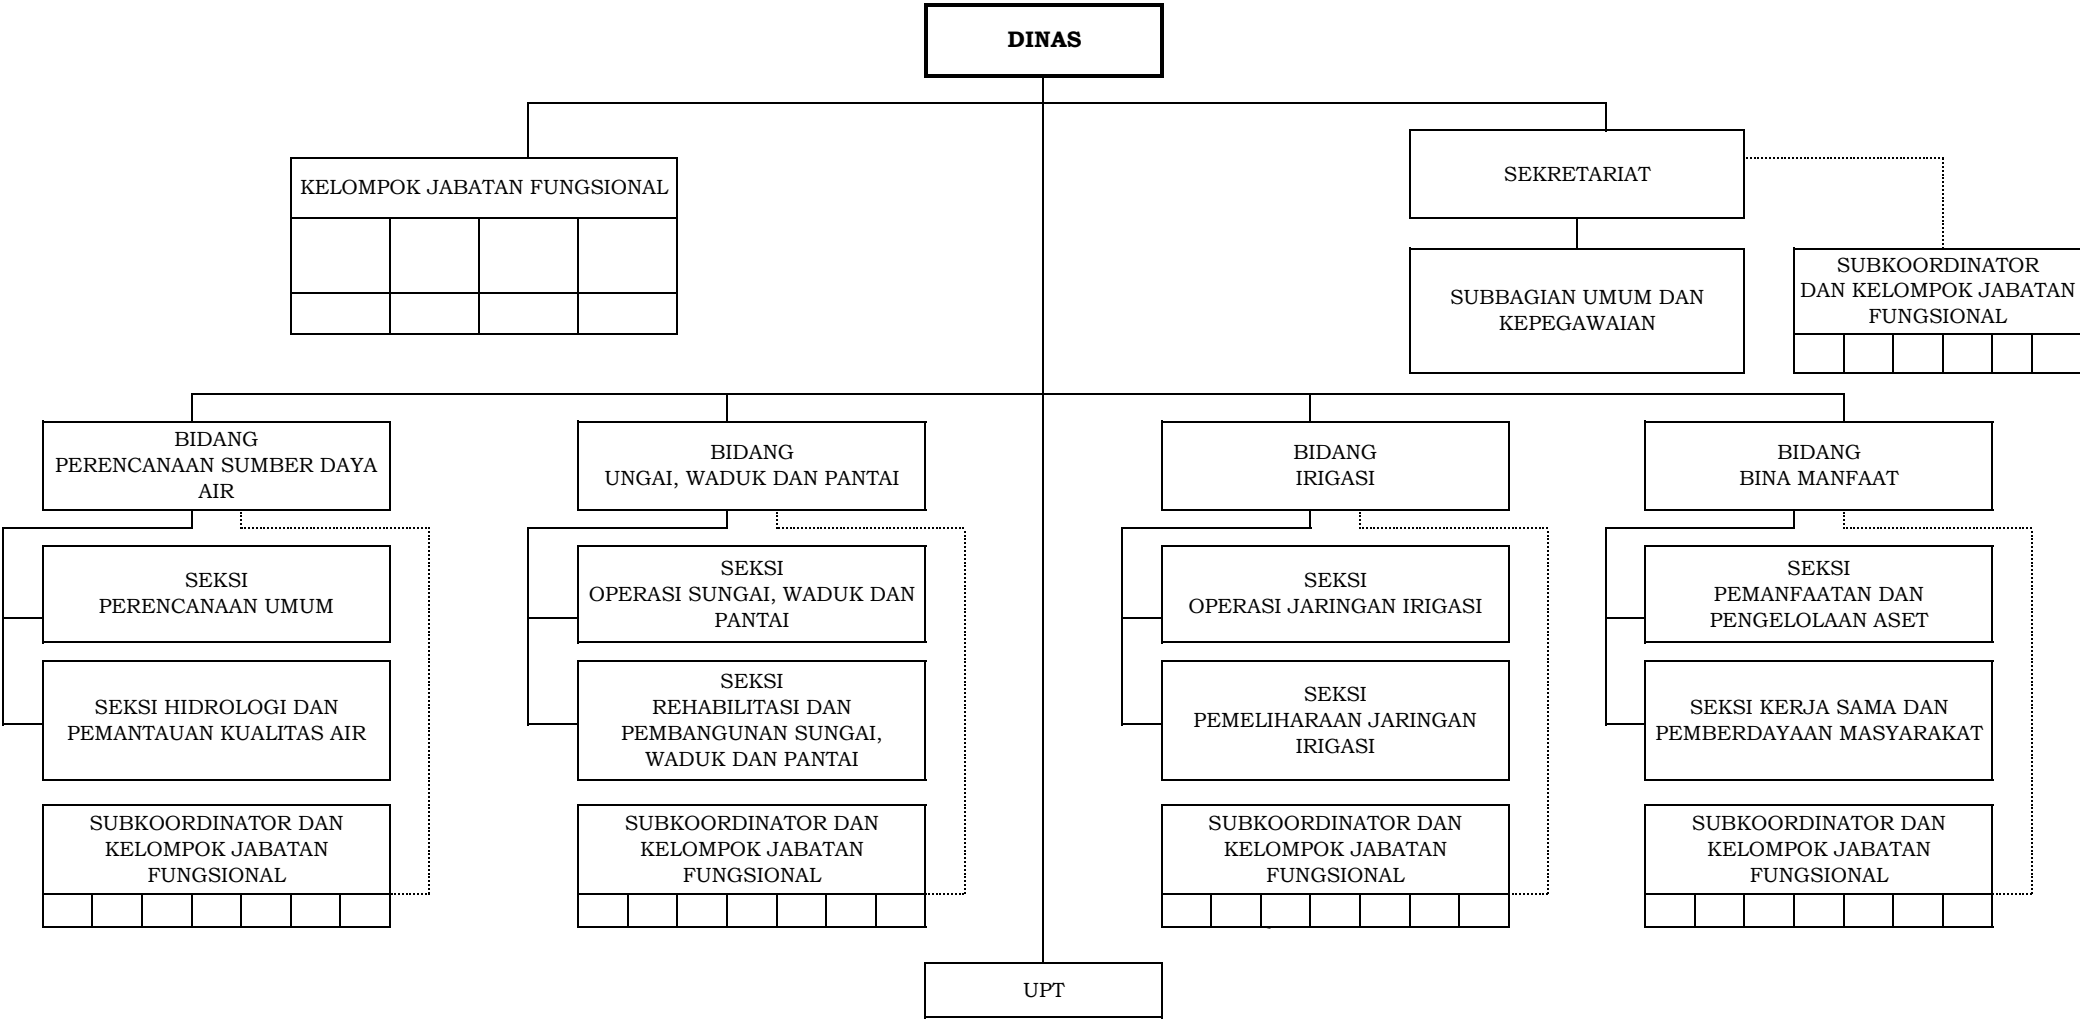 DINAS
KELOMPOK JABATAN FUNGSIONAL
SEKRETARIAT
SUBBAGIAN UMUM DAN
KEPEGAWAIAN
SUBKOORDINATOR
DAN KELOMPOK JABATAN
FUNGSIONAL
BIDANG
PERENCANAAN SUMBER DAYA
AIR
BIDANG
UNGAI, WADUK DAN PANTAI
BIDANG
IRIGASI
BIDANG
BINA MANFAAT
SEKSI
PERENCANAAN UMUM
SEKSI
OPERASI SUNGAI, WADUK DAN
PANTAI
SEKSI
OPERASI JARINGAN IRIGASI
SEKSI
PEMANFAATAN DAN
PENGELOLAAN ASET
SEKSI HIDROLOGI DAN
PEMANTAUAN KUALITAS AIR
SEKSI
REHABILITASI DAN
PEMBANGUNAN SUNGAI,
WADUK DAN PANTAI
SEKSI
PEMELIHARAAN JARINGAN
IRIGASI
SEKSI KERJA SAMA DAN
PEMBERDAYAAN MASYARAKAT
SUBKOORDINATOR DAN
KELOMPOK JABATAN
FUNGSIONAL
SUBKOORDINATOR DAN
KELOMPOK JABATAN
FUNGSIONAL
SUBKOORDINATOR DAN
KELOMPOK JABATAN
FUNGSIONAL
SUBKOORDINATOR DAN
KELOMPOK JABATAN
FUNGSIONAL
UPT